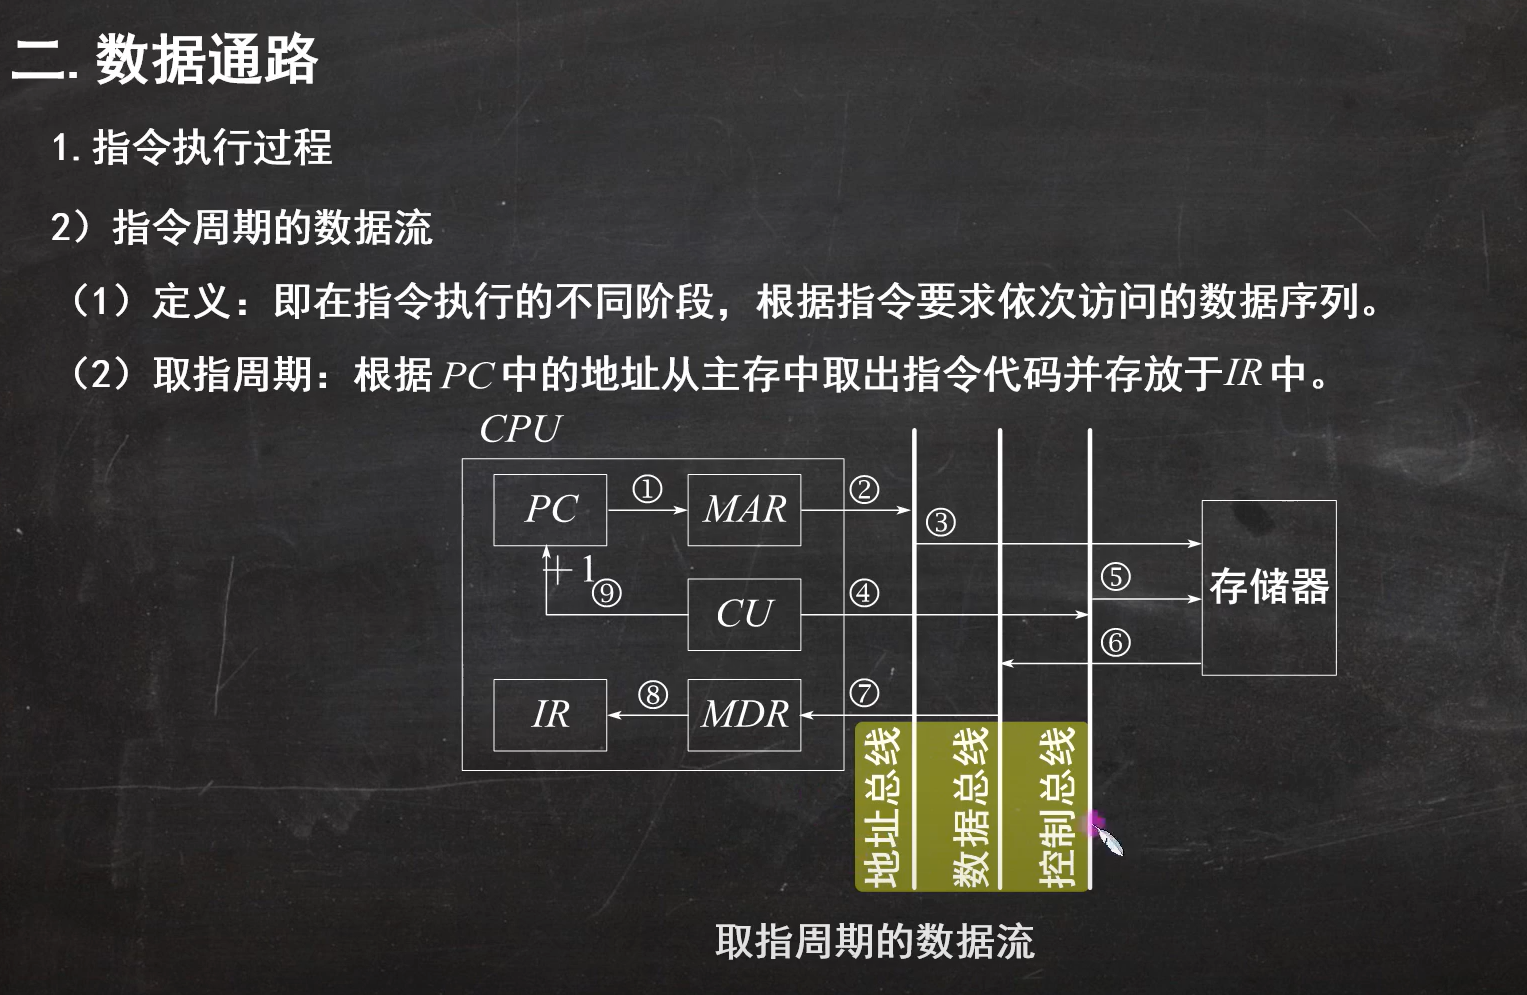 二. 数据通路
1. 指令执行过程
2）指令周期的数据流
（1）定义：即在指令执行的不同阶段，根据指令要求依次访问的数据序列。
（2）取指周期：根据PC中的地址从主存中取出指令代码并存放于IR中。
CPU
PC ① MAR ②
③
+1
⑨ CU ④
⑤
存储器
⑥
IR ⑧ MDR ⑦
地址总线
数据总线
控制总线
取指周期的数据流